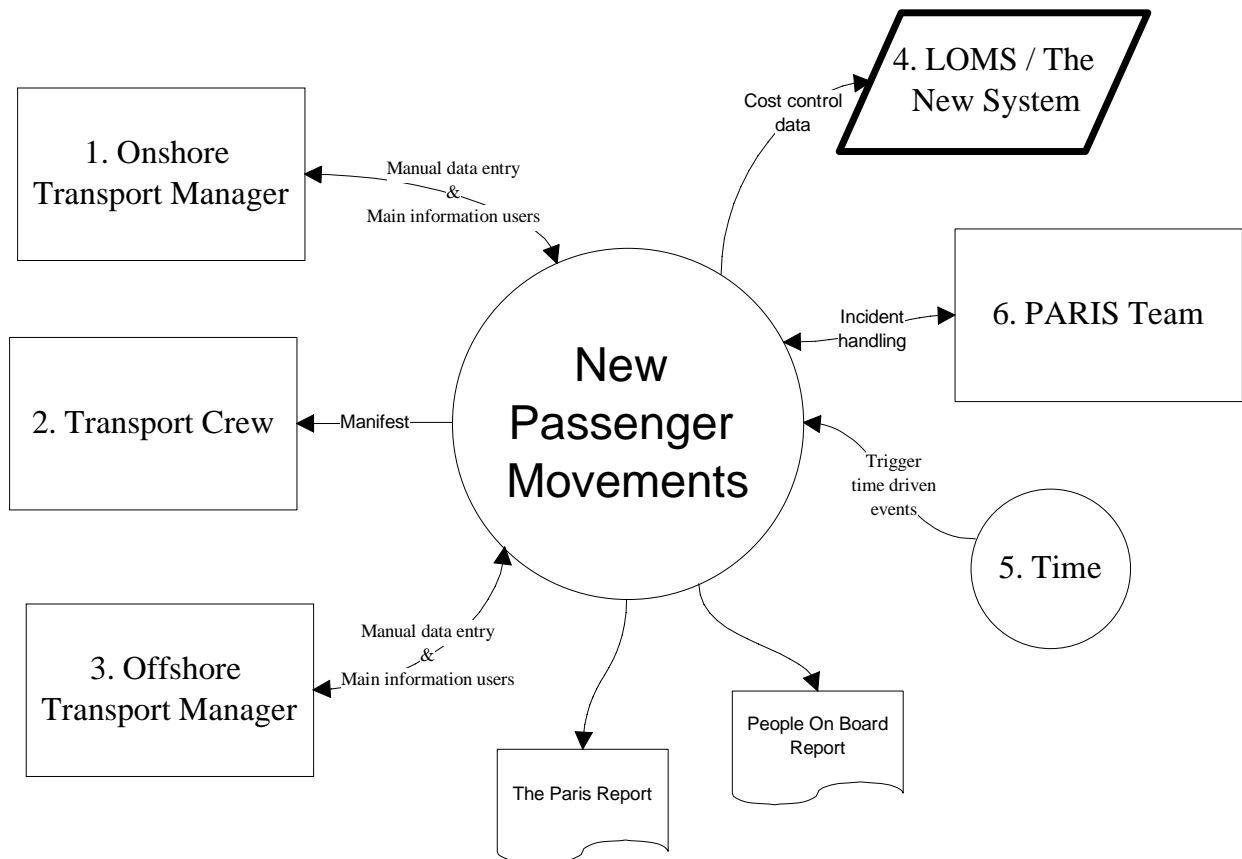 4. LOMS / The
New System
Cost control
data
1. Onshore
Transport Manager
Manual data entry
&
Main information users
6. PARIS Team
Incident
handling
New
Passenger
Movements
2. Transport Crew
Manifest
Trigger
time driven
events
5. Time
3. Offshore
Transport Manager
Manual data entry
&
Main information users
The Paris Report
People On Board
Report